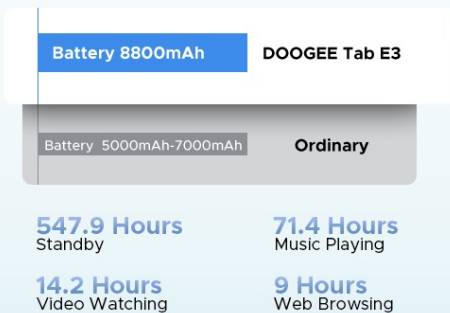 Battery 8800mAh DOOGEE Tab E3
Battery 5000mAh-7000mAh Ordinary
547.9 Hours 71.4 Hours
Standby Music Playing
14.2 Hours 9 Hours
Video Watching Web Browsing